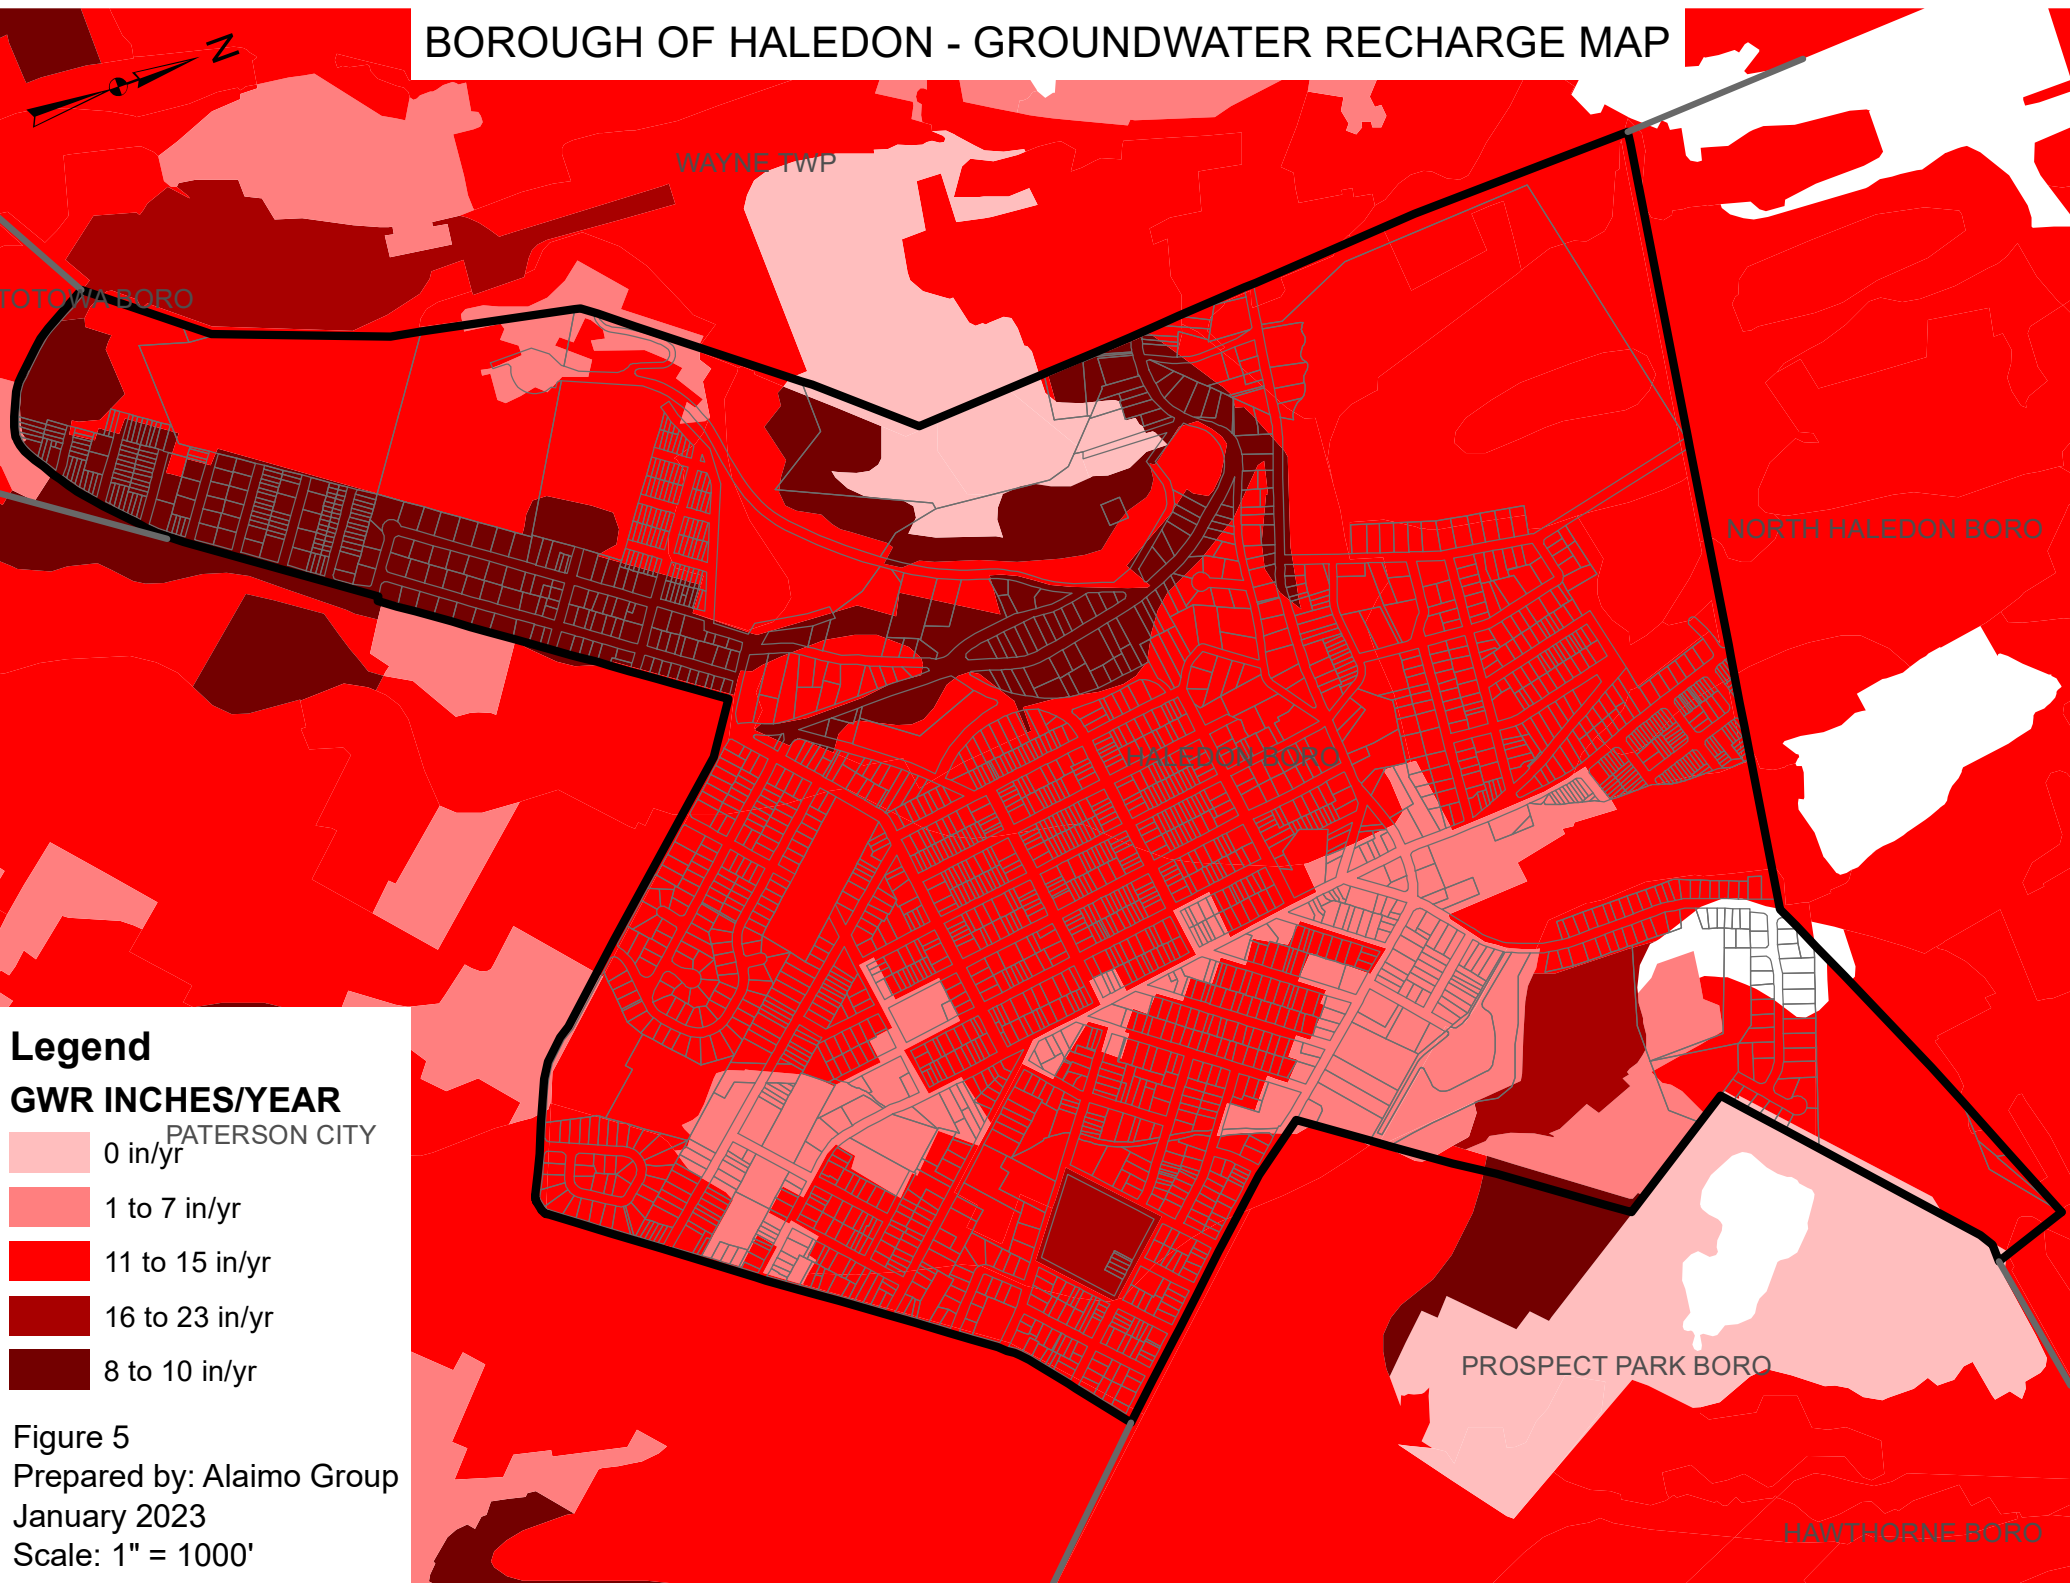 BOROUGH OF HALEDON - GROUNDWATER RECHARGE MAP
N
WAYNE TWP
TOTOWA BORO
NORTH HALEDON BORO
HALEDON BORO
Legend
GWR INCHES/YEAR
PATERSON CITY
0 in/yr
1 to 7 in/yr
11 to 15 in/yr
16 to 23 in/yr
8 to 10 in/yr
PROSPECT PARK BORO
HAWTHORNE BORO
Figure 5
Prepared by: Alaimo Group
January 2023
Scale: 1" = 1000'